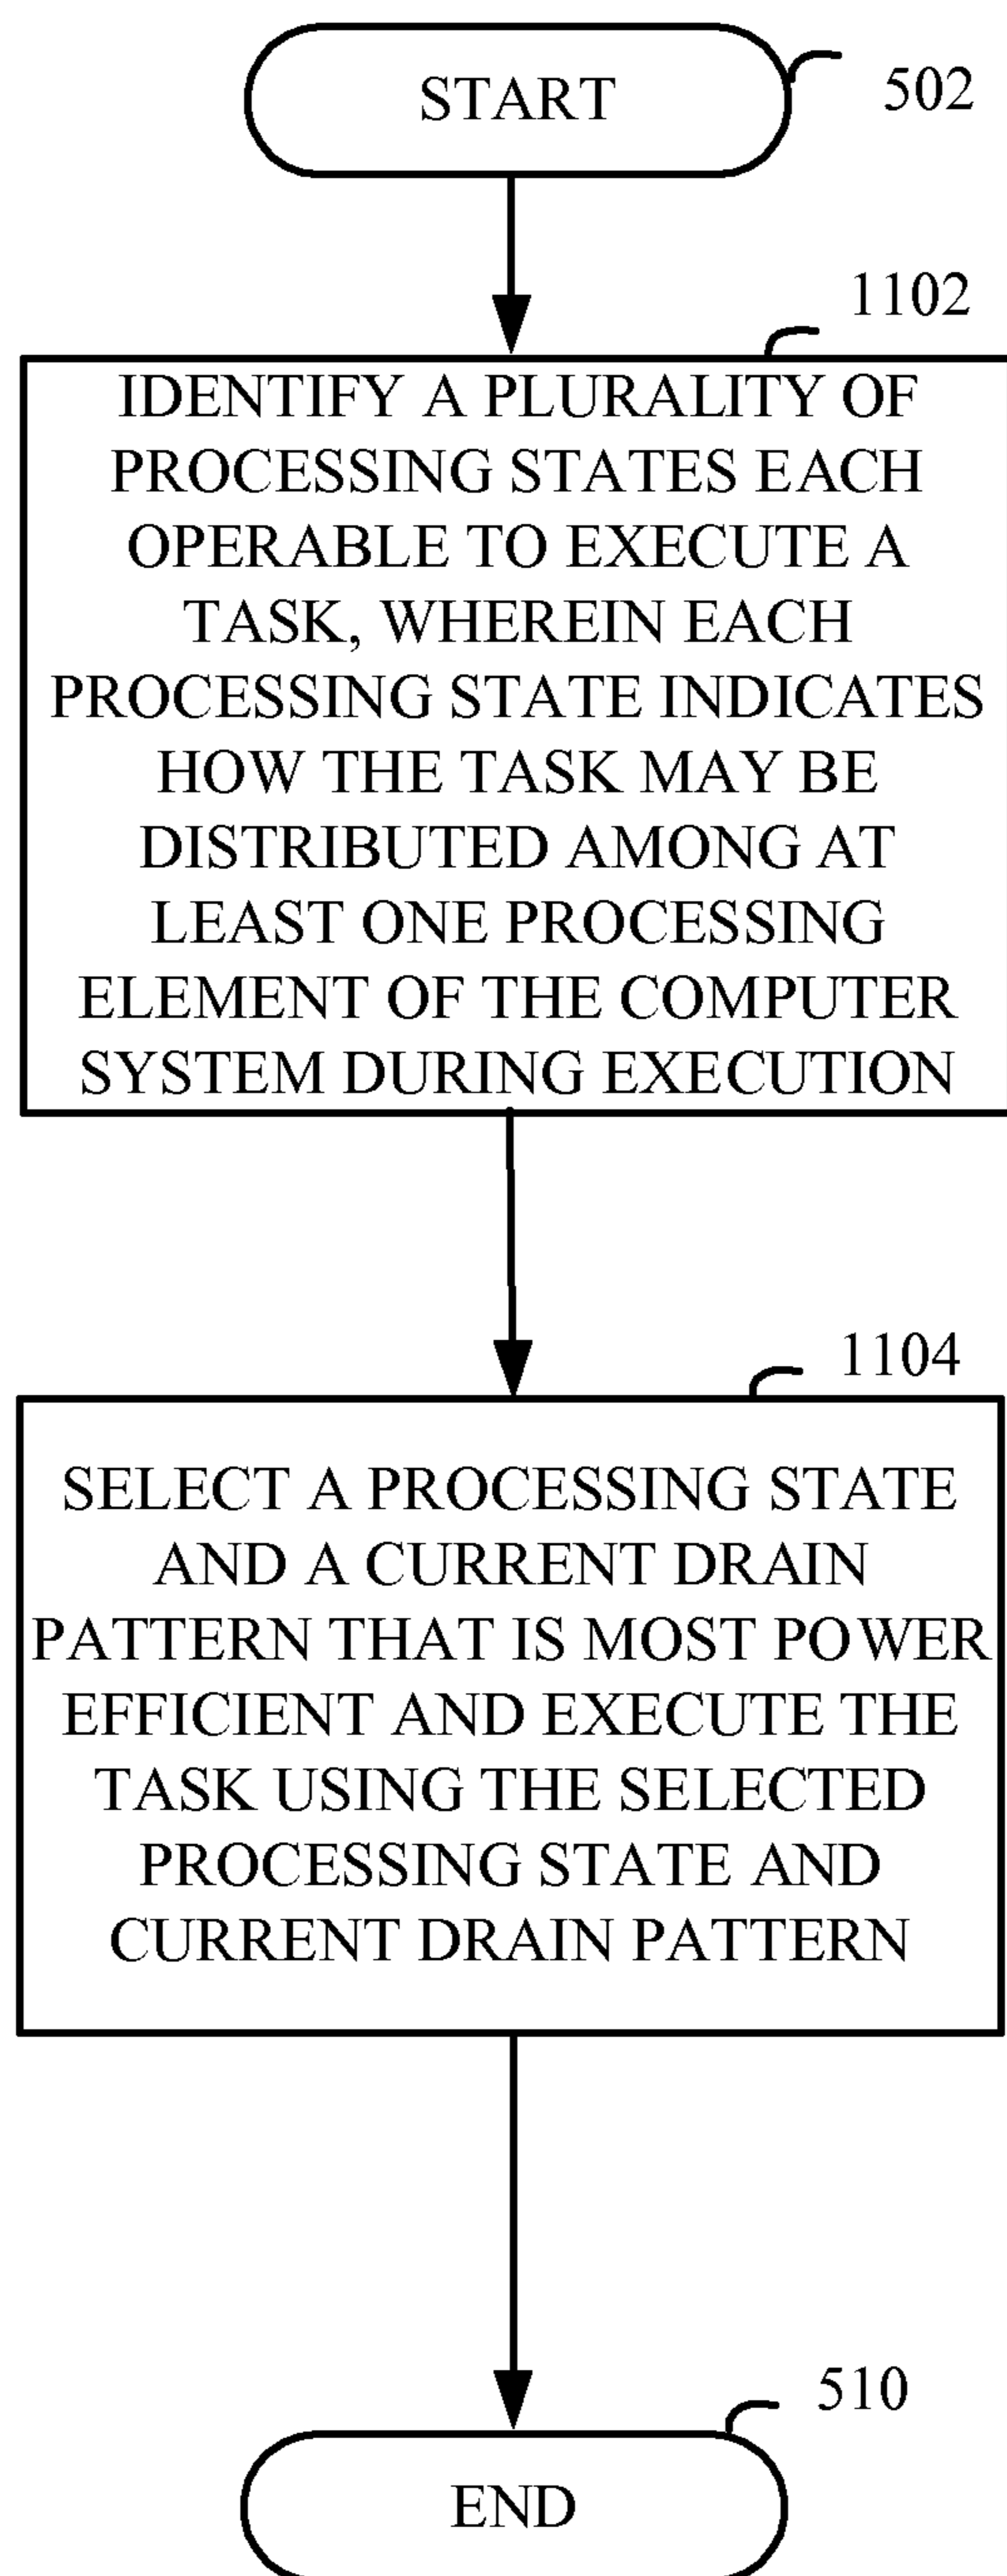 START
502
1102
IDENTIFY A PLURALITY OF
PROCESSING STATES EACH
OPERABLE TO EXECUTE A
TASK, WHEREIN EACH
PROCESSING STATE INDICATES
HOW THE TASK MAY BE
DISTRIBUTED AMONG AT
LEAST ONE PROCESSING
ELEMENT OF THE COMPUTER
SYSTEM DURING EXECUTION
1104
SELECT A PROCESSING STATE
AND A CURRENT DRAIN
PATTERN THAT IS MOST POWER
EFFICIENT AND EXECUTE THE
TASK USING THE SELECTED
PROCESSING STATE AND
CURRENT DRAIN PATTERN
510
END